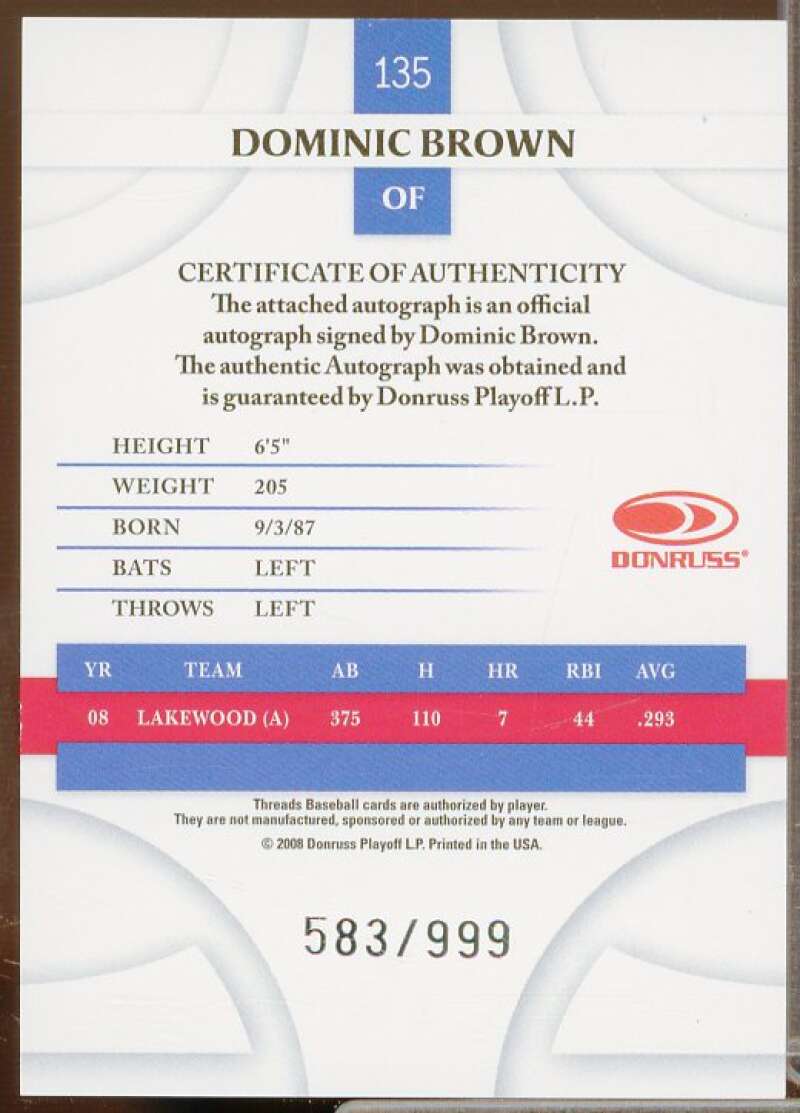 135
DOMINIC BROWN
OF
CERTIFICATE OF AUTHENTICITY
The attached autograph is an official
autograph signed by Dominic Brown.
The authentic Autograph was obtained and
is guaranteed by Donruss Playoff L.P.
HEIGHT 6'5"
WEIGHT 205
BORN 9/3/87
BATS LEFT
THROWS LEFT
DONRUSS®
YR TEAM AB H HR RBI AVG
08 LAKEWOOD (A) 375 110 7 44 .293
Threads Baseball cards are authorized by player.
They are not manufactured, sponsored or authorized by any team or league.
© 2008 Donruss Playoff L.P. Printed in the USA.
583/999